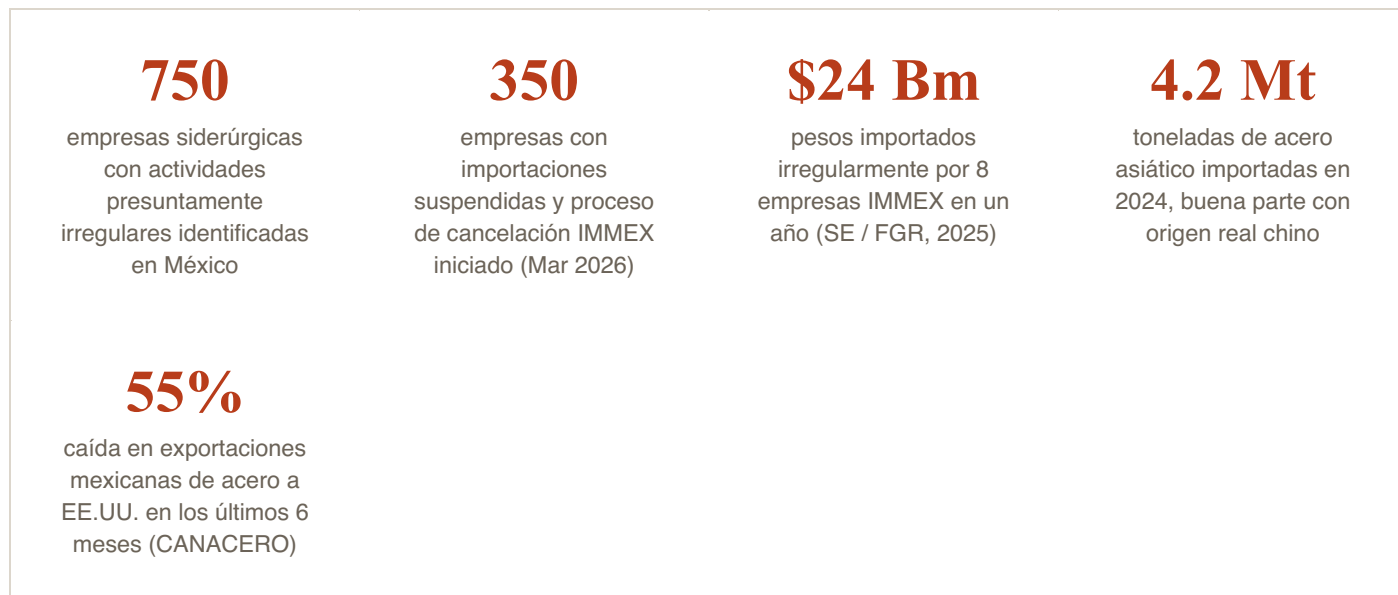 750
empresas siderúrgicas
con actividades
presuntamente
irregulares identificadas
en México
350
empresas con
importaciones
suspendidas y proceso
de cancelación IMMEX
iniciado (Mar 2026)
$24 Bm
pesos importados
irregularmente por 8
empresas IMMEX en un
año (SE / FGR, 2025)
4.2 Mt
toneladas de acero
asiático importadas en
2024, buena parte con
origen real chino
55%
caída en exportaciones
mexicanas de acero a
EE.UU. en los últimos 6
meses (CANACERO)